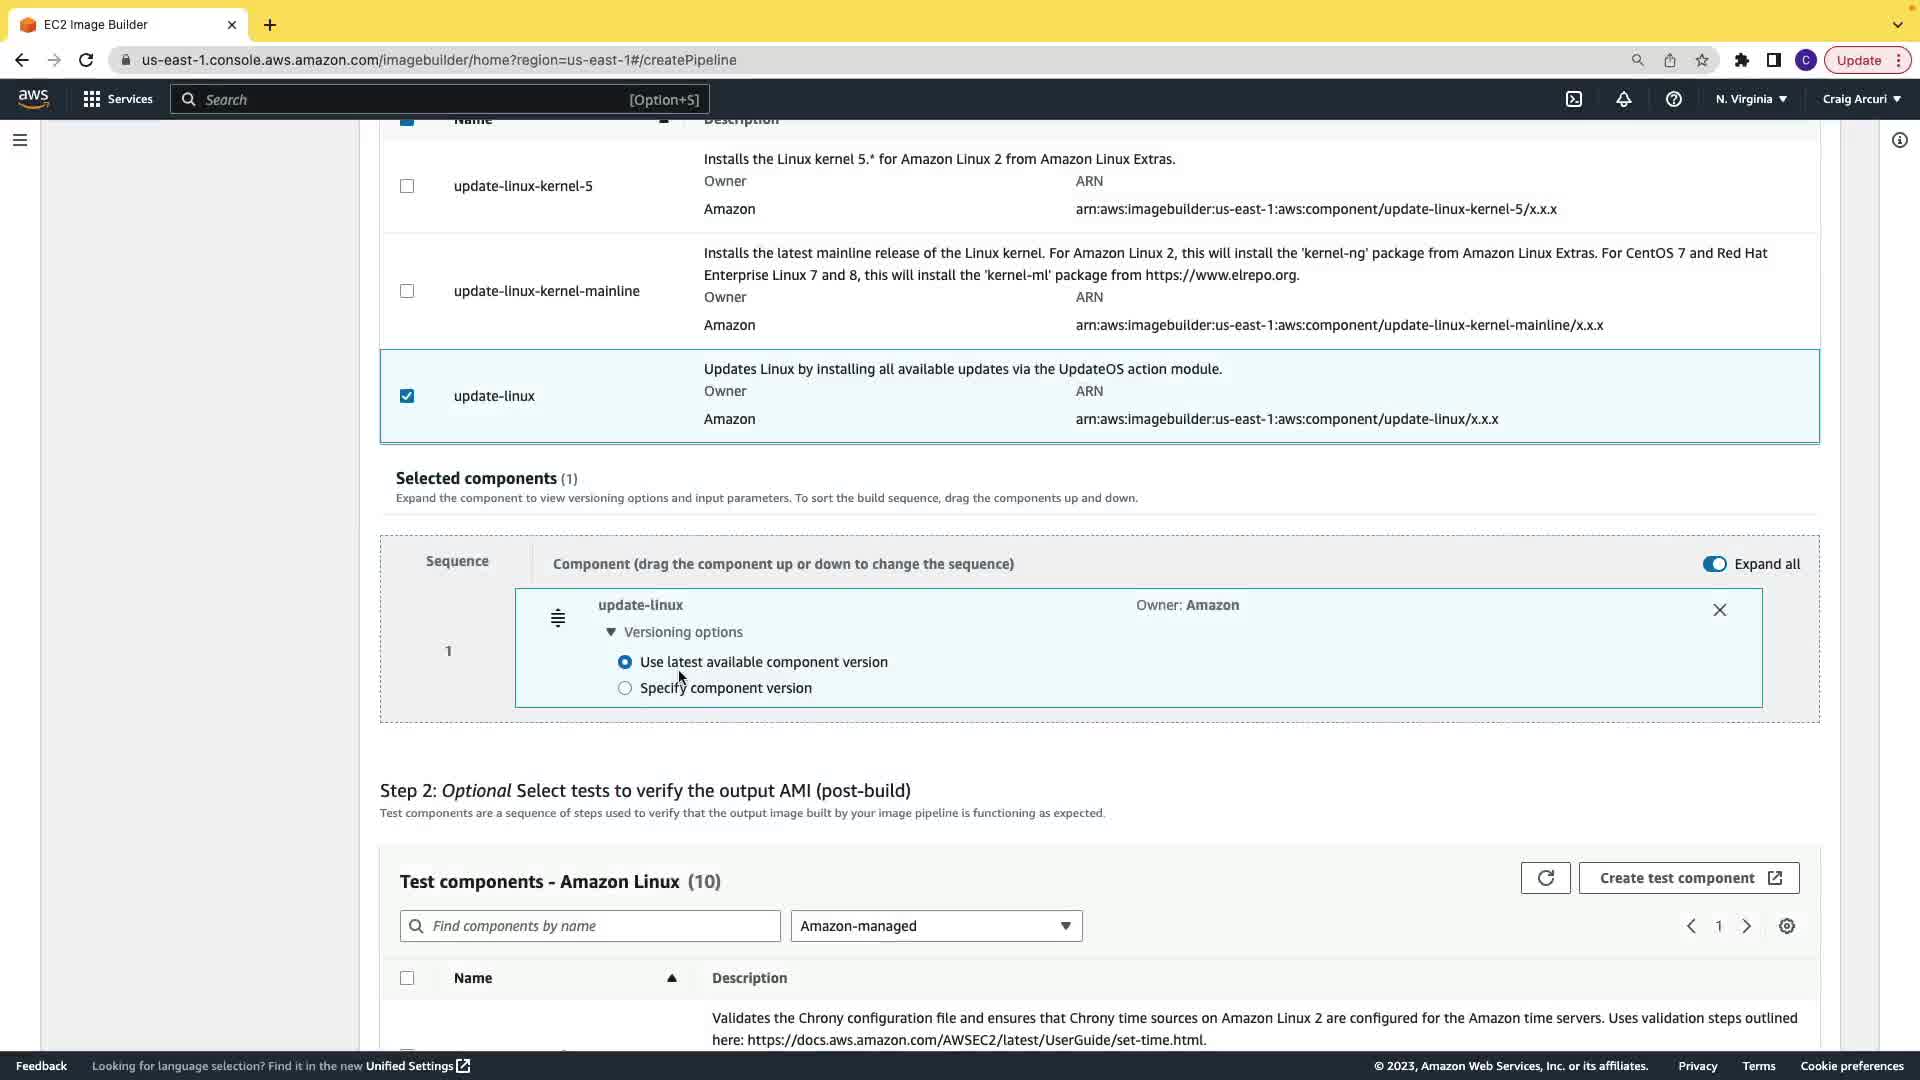 EC2 Image Builder
us-east-1.console.aws.amazon.com/imagebuilder/home?region=us-east-1#/createPipeline
Update
aws
Services
Search
[Option+S]
N. Virginia
Craig Arcuri
C
Name
Description
update-linux-kernel-5
Installs the Linux kernel 5.* for Amazon Linux 2 from Amazon Linux Extras.
Owner
ARN
Amazon
arn:aws:imagebuilder:us-east-1:aws:component/update-linux-kernel-5/x.x.x
update-linux-kernel-mainline
Installs the latest mainline release of the Linux kernel. For Amazon Linux 2, this will install the 'kernel-ng' package from Amazon Linux Extras. For CentOS 7 and Red Hat
Enterprise Linux 7 and 8, this will install the 'kernel-ml' package from https://www.elrepo.org.
Owner
ARN
Amazon
arn:aws:imagebuilder:us-east-1:aws:component/update-linux-kernel-mainline/x.x.x
update-linux
Updates Linux by installing all available updates via the UpdateOS action module.
Owner
ARN
Amazon
arn:aws:imagebuilder:us-east-1:aws:component/update-linux/x.x.x
Selected components (1)
Expand the component to view versioning options and input parameters. To sort the build sequence, drag the components up and down.
Sequence
Component (drag the component up or down to change the sequence)
Expand all
1
update-linux
Owner: Amazon
Versioning options
Use latest available component version
Specify component version
Step 2: Optional Select tests to verify the output AMI (post-build)
Test components are a sequence of steps used to verify that the output image built by your image pipeline is functioning as expected.
Test components - Amazon Linux (10)
Create test component
Find components by name
Amazon-managed
1
Name
Description
Validates the Chrony configuration file and ensures that Chrony time sources on Amazon Linux 2 are configured for the Amazon time servers. Uses validation steps outlined
here: https://docs.aws.amazon.com/AWSEC2/latest/UserGuide/set-time.html.
Feedback
Looking for language selection? Find it in the new Unified Settings
© 2023, Amazon Web Services, Inc. or its affiliates.
Privacy
Terms
Cookie preferences